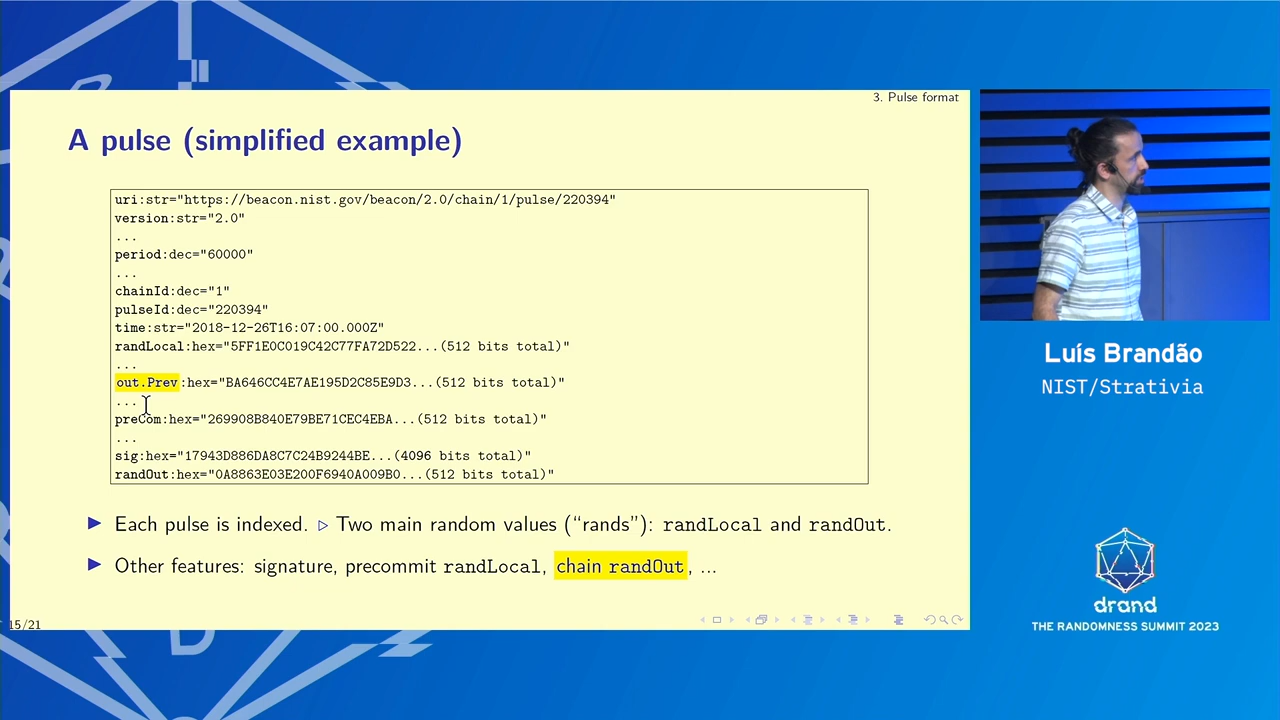 3. Pulse format
A pulse (simplified example)
uri:str="https://beacon.nist.gov/beacon/2.0/chain/1/pulse/220394"
version:str="2.0"
...
period:dec="60000"
...
chainId:dec="1"
pulseId:dec="220394"
time:str="2018-12-26T16:07:00.000Z"
randLocal:hex="5FF1E0C019C42C77FA72D522...(512 bits total)"
...
out.Prev:hex="BA646CC4E7AE195D2C85E9D3...(512 bits total)"
...
preCom:hex="269908B840E79BE71CEC4EBA...(512 bits total)"
...
sig:hex="17943D886DA8C7C24B9244BE...(4096 bits total)"
randOut:hex="0A8863E03E200F6940A009B0...(512 bits total)"
▶ Each pulse is indexed. ▷ Two main random values (“rands”): randLocal and randOut.
▶ Other features: signature, precommit randLocal, chain randOut, ...
15/21
Luís Brandão
NIST/Strativia
drand
THE RANDOMNESS SUMMIT 2023